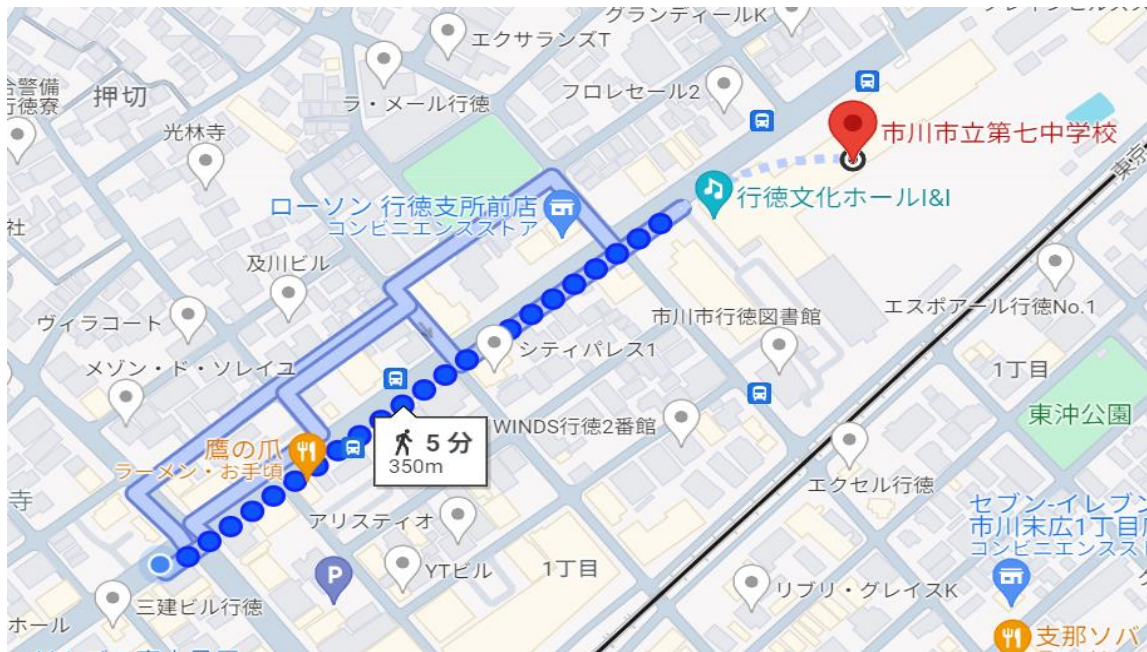 グランディールK
エクサランズT
押切
行徳寮
ラ・メール行徳
フロレセール2
光林寺
市川市立第七中学校
行徳文化ホールI&I
ローソン 行徳支所前店
コンビニエンスストア
社
及川ビル
ヴィラコート
市川市行徳図書館
エスポアール行徳No.1
シティパレス1
メゾン・ド・ソレイユ
1丁目
東沖公園
5 分
350m
WINDS行徳2番館
鷹の爪
ラーメン・お手頃
寺
エクセル行徳
アリスティオ
セブン-イレブン
市川末広1丁目
コンビニエンスス
P
YTビル
1丁目
リブリ・グレイスK
三建ビル行徳
ホール
支那ソバ